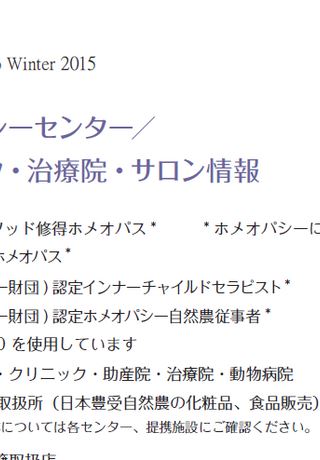 Winter 2015
シーセンター／
・治療院・サロン情報
ソッド修得ホメオパス* *ホメオパシーに
ホメオパス*
ー財団)認定インナーチャイルドセラピスト*
ー財団)認定ホメオパシー自然農従事者*
を使用しています
・クリニック・助産院・治療院・動物病院
取扱所（日本豊受自然農の化粧品、食品販売）
については各センター、提携施設にご確認ください。